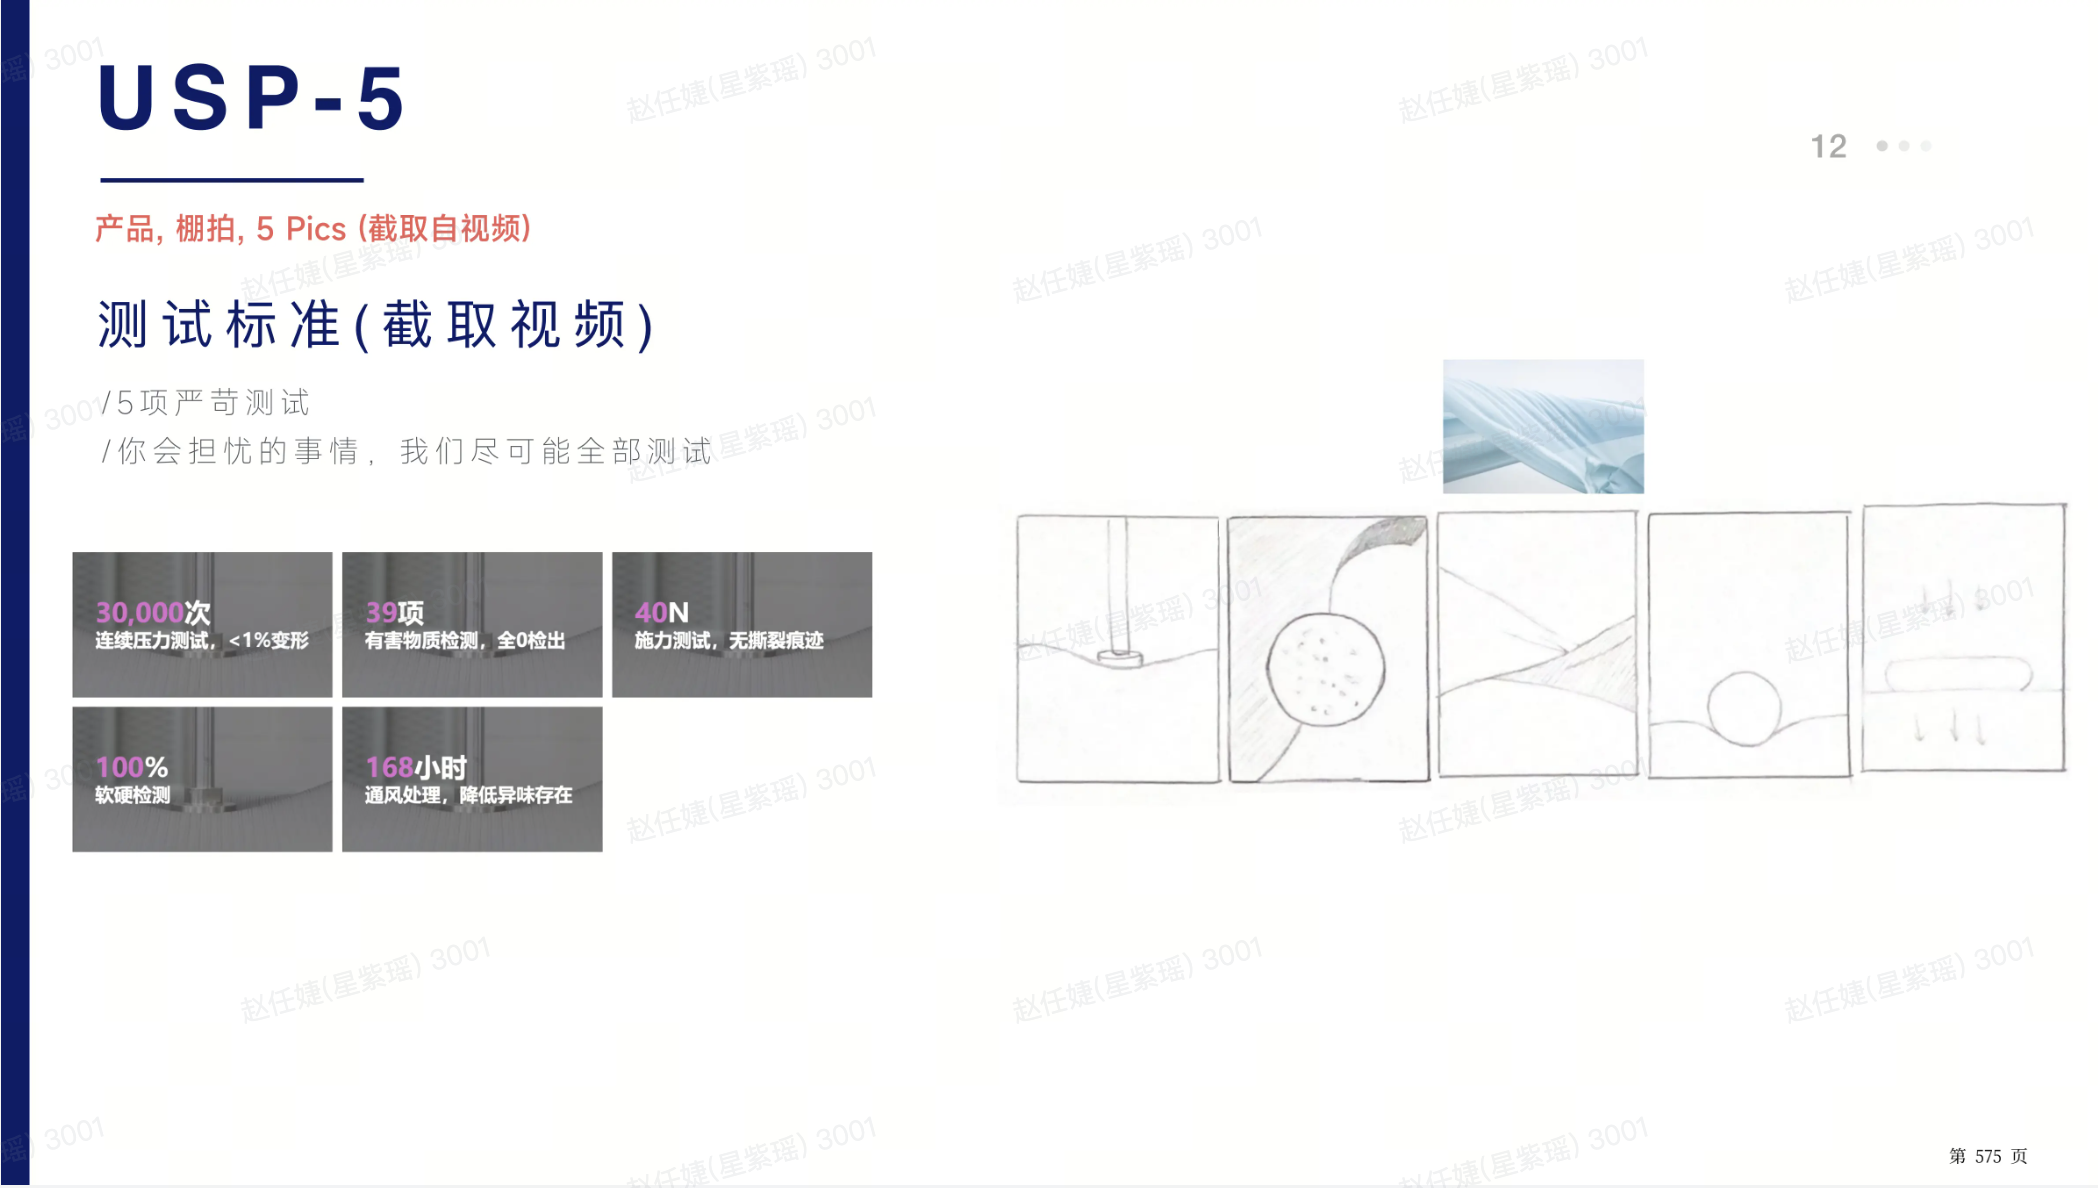 USP-5
12
产品, 棚拍, 5 Pics (截取自视频)
测试标准(截取视频)
/5项严苛测试
/你会担忧的事情, 我们尽可能全部测试
30,000次
连续压力测试，<1%变形
39项
有害物质检测，全0检出
40N
施力测试，无撕裂痕迹
100%
软硬检测
168小时
通风处理，降低异味存在
第 575 页
赵任婕(星紫瑶) 3001